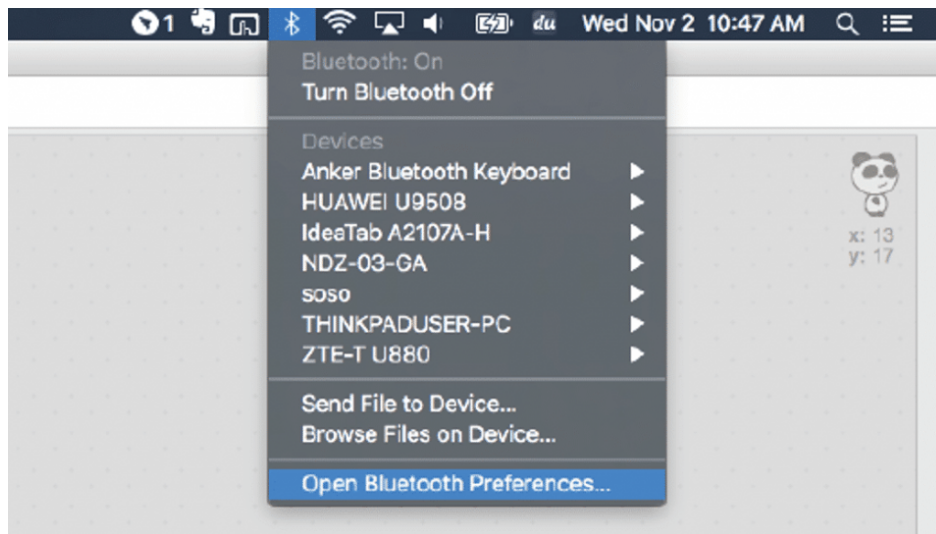 1 du Wed Nov 2 10:47 AM
Bluetooth: On
Turn Bluetooth Off
Devices
Anker Bluetooth Keyboard
HUAWEI U9508
IdeaTab A2107A-H
NDZ-03-GA
soso
THINKPADUSER-PC
ZTE-T U880
Send File to Device...
Browse Files on Device...
Open Bluetooth Preferences...
x: 13
y: 17